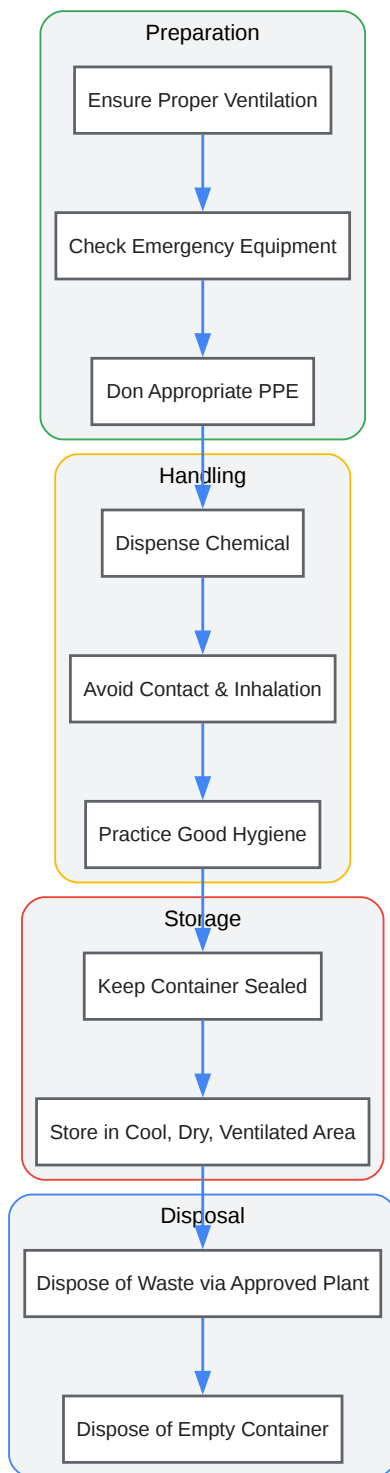 Preparation
Ensure Proper Ventilation
Check Emergency Equipment
Don Appropriate PPE
Handling
Dispense Chemical
Avoid Contact & Inhalation
Practice Good Hygiene
Storage
Keep Container Sealed
Store in Cool, Dry, Ventilated Area
Disposal
Dispose of Waste via Approved Plant
Dispose of Empty Container